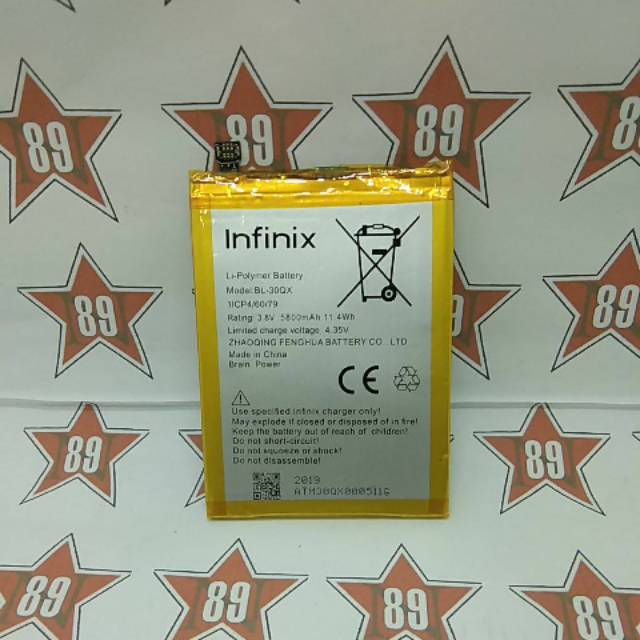 89
89
89
89
Infinix
Li-Polymer Battery
Model:BL-30QX
1ICP4/60/79
Rating: 3.8V 5800mAh 11.4Wh
Limited charge voltage: 4.35V
ZHAOQING FENGHUA BATTERY CO., LTD
Made in China
Brain: Power
CE
89
89
Use specified Infinix charger only!
May explode if closed or disposed of in fire!
Keep the battery out of reach of children!
Do not short-circuit!
Do not squeeze or shock!
Do not disassemble!
89
89
2019
ATM30QX000511G
89
89
89
89